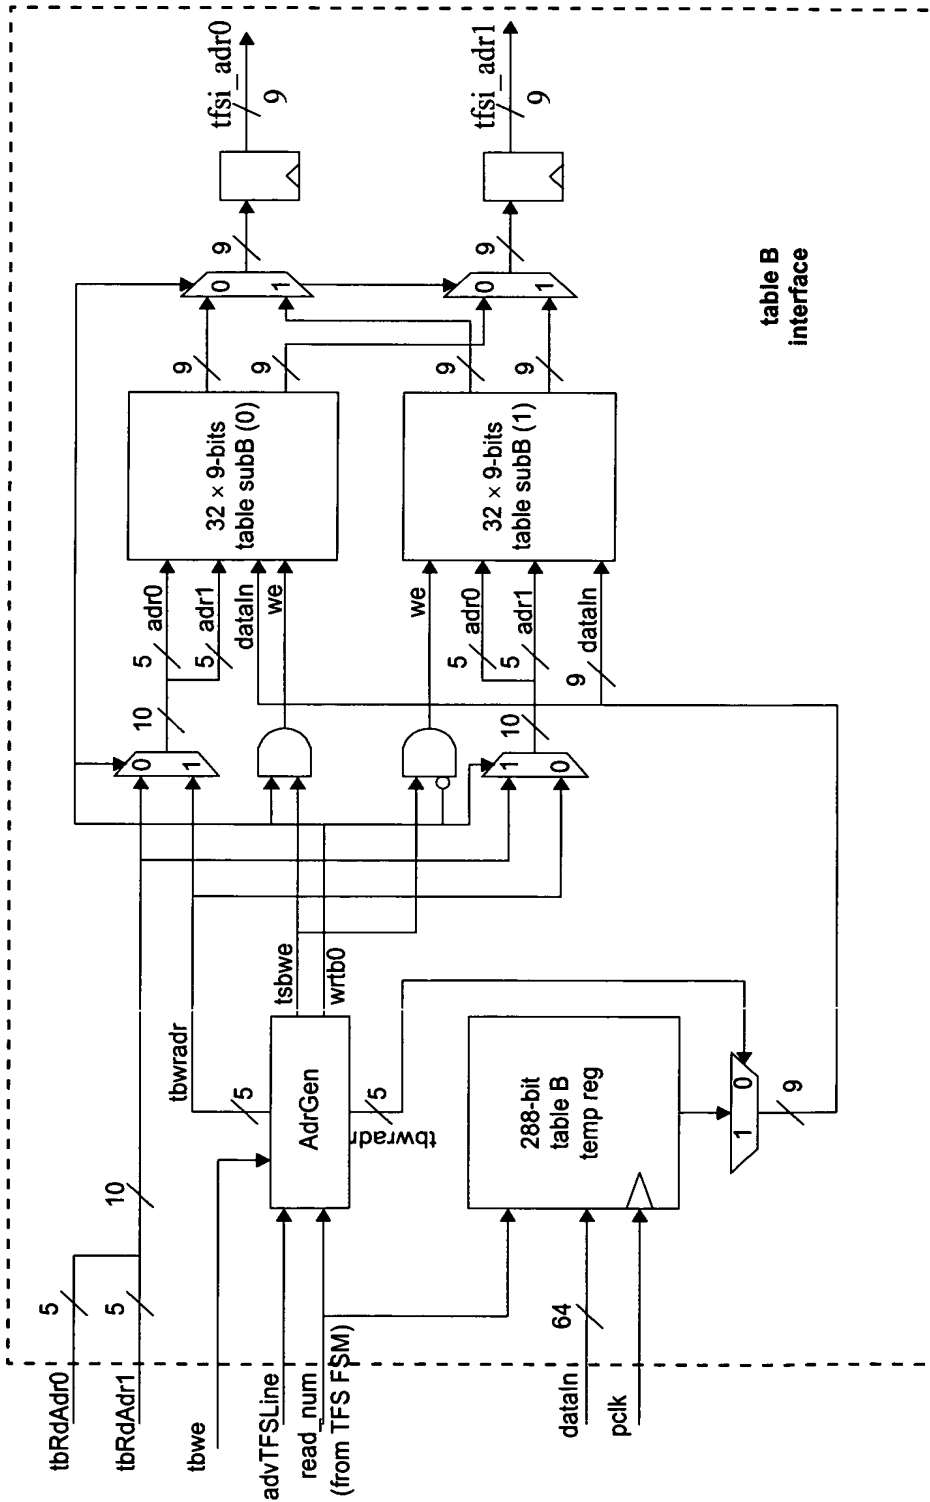 tbRdAdr0
5
tbRdAdr1
5
10
tbwe
advTFSLine
read_num
(from TFS FSM)
dataIn
64
pclk
tbwradr
5
AdrGen
5
tbwradr
tsbwe
wrtb0
288-bit
table B
temp reg
1
0
9
0
1
10
5
adr0
5
adr1
dataIn
we
32 × 9-bits
table subB (0)
9
9
1
0
10
we
5
adr0
5
adr1
9
dataIn
32 × 9-bits
table subB (1)
9
9
0
1
9
tfsi_adr0
9
0
1
9
tfsi_adr1
9
table B
interface